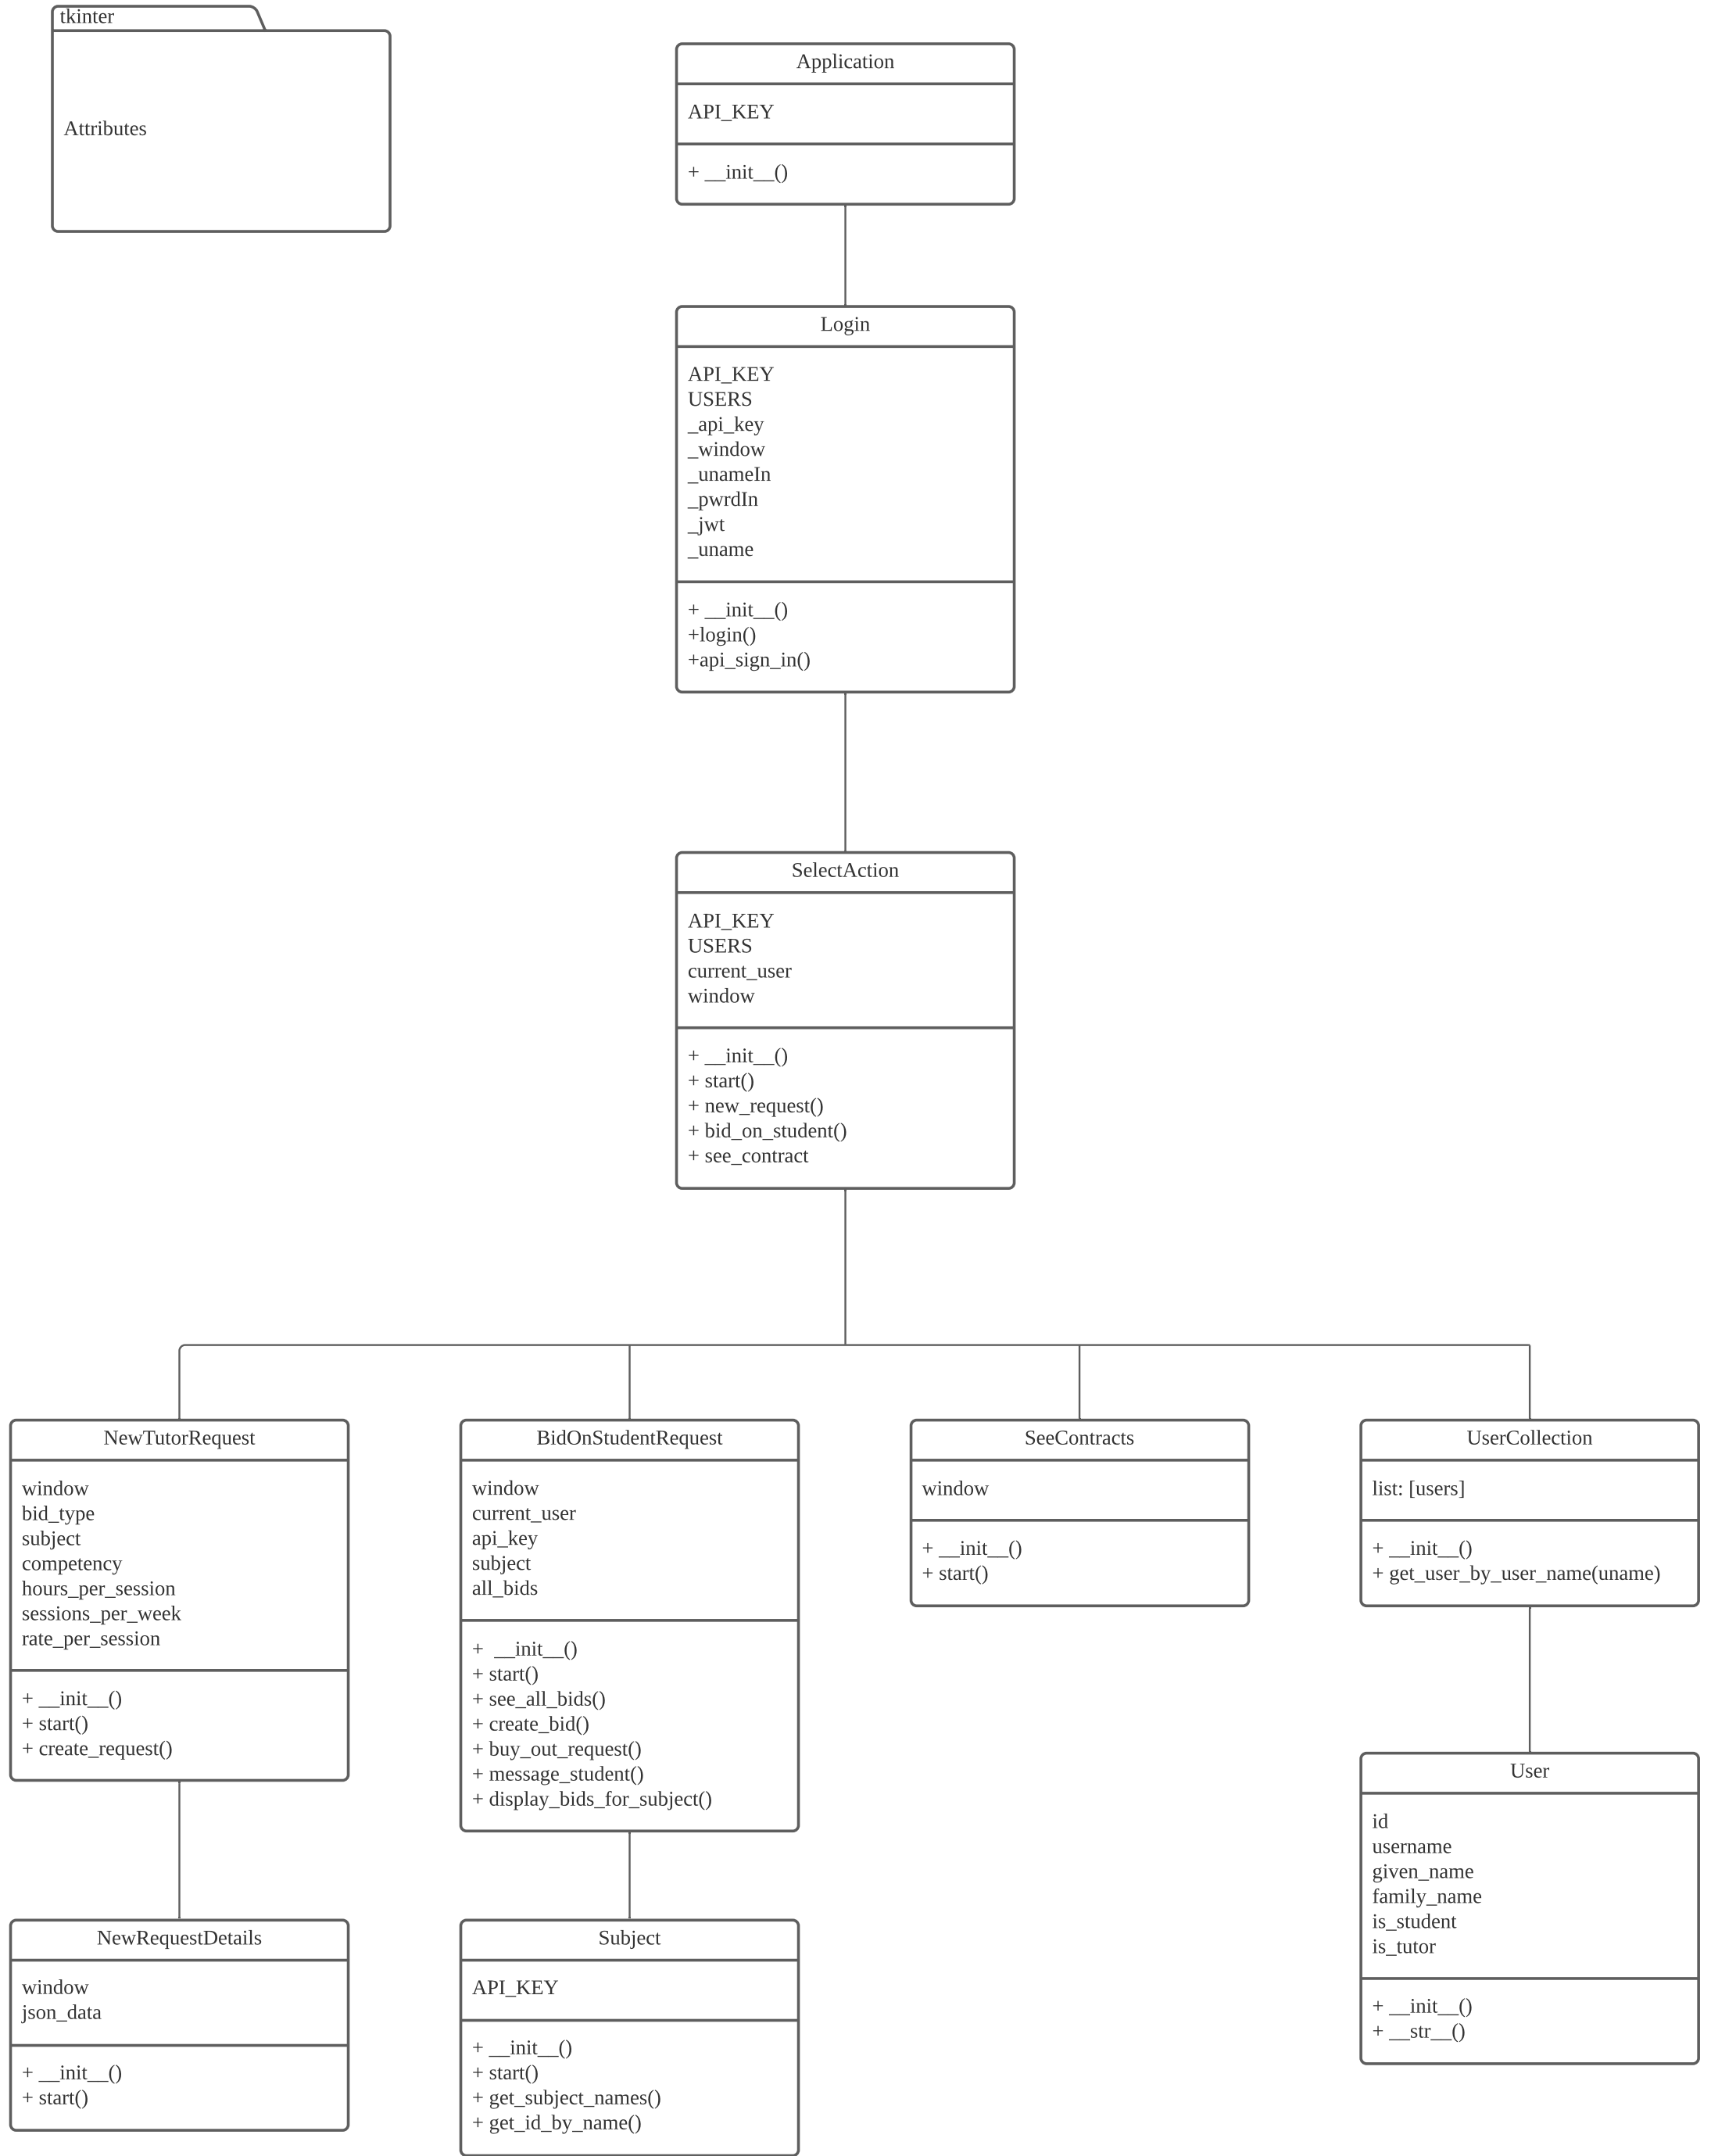 tkinter
Attributes
Application
API_KEY
+ __init__()
Login
API_KEY
USERS
_api_key
_window
_unameIn
_pwrdIn
_jwt
_uname
+ __init__()
+login()
+api_sign_in()
SelectAction
API_KEY
USERS
current_user
window
+ __init__()
+ start()
+ new_request()
+ bid_on_student()
+ see_contract
NewTutorRequest
window
bid_type
subject
competency
hours_per_session
sessions_per_week
rate_per_session
+ __init__()
+ start()
+ create_request()
BidOnStudentRequest
window
current_user
api_key
subject
all_bids
+  __init__()
+ start()
+ see_all_bids()
+ create_bid()
+ buy_out_request()
+ message_student()
+ display_bids_for_subject()
SeeContracts
window
+ __init__()
+ start()
UserCollection
list: [users]
+ __init__()
+ get_user_by_user_name(uname)
User
id
username
given_name
family_name
is_student
is_tutor
+ __init__()
+ __str__()
NewRequestDetails
window
json_data
+ __init__()
+ start()
Subject
API_KEY
+ __init__()
+ start()
+ get_subject_names()
+ get_id_by_name()